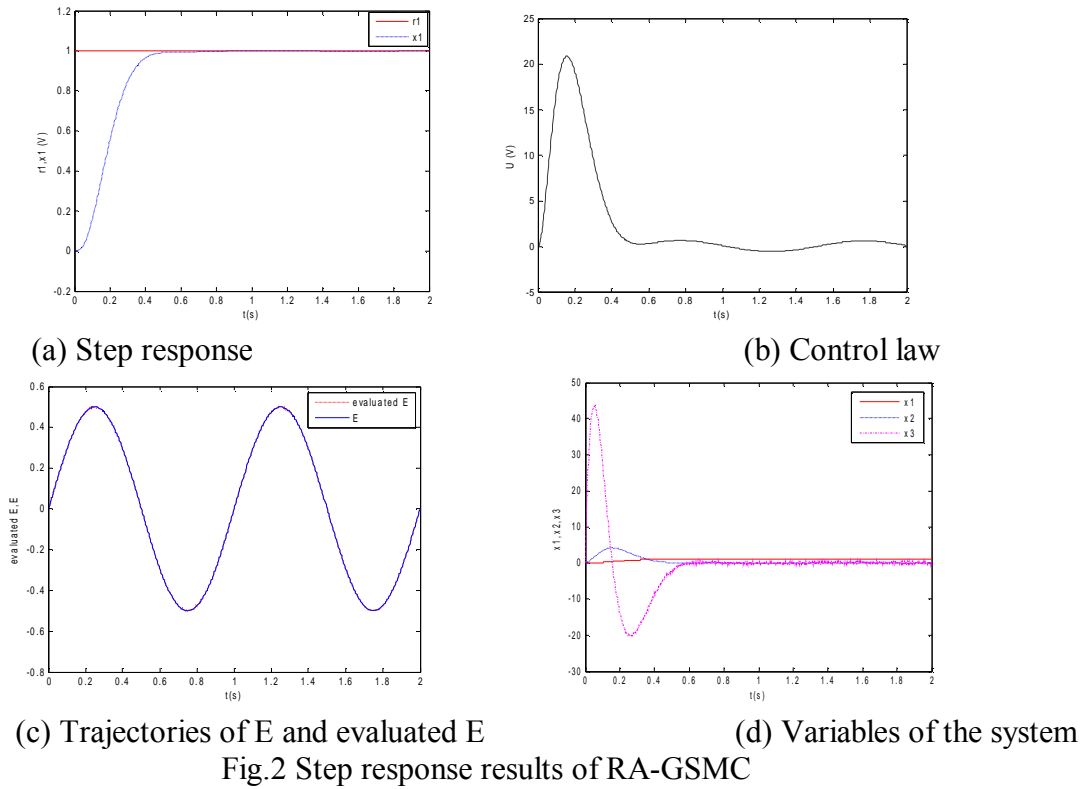 1.2
1
0.8
0.6
0.4
0.2
0
-0.2
r1,x1 (V)
r1
x1
0 0.2 0.4 0.6 0.8 1 1.2 1.4 1.6 1.8 2
t(s)
25
20
15
10
5
0
-5
U (V)
0 0.2 0.4 0.6 0.8 1 1.2 1.4 1.6 1.8 2
t(s)
(a) Step response
(b) Control law
0.6
0.4
0.2
0
-0.2
-0.4
-0.6
-0.8
evaluated E,E
evaluated E
E
0 0.2 0.4 0.6 0.8 1 1.2 1.4 1.6 1.8 2
t(s)
50
40
30
20
10
0
-10
-20
-30
x1,x2,x3
x1
x2
x3
0 0.2 0.4 0.6 0.8 1 1.2 1.4 1.6 1.8 2
t(s)
(c) Trajectories of E and evaluated E
(d) Variables of the system
Fig.2 Step response results of RA-GSMC